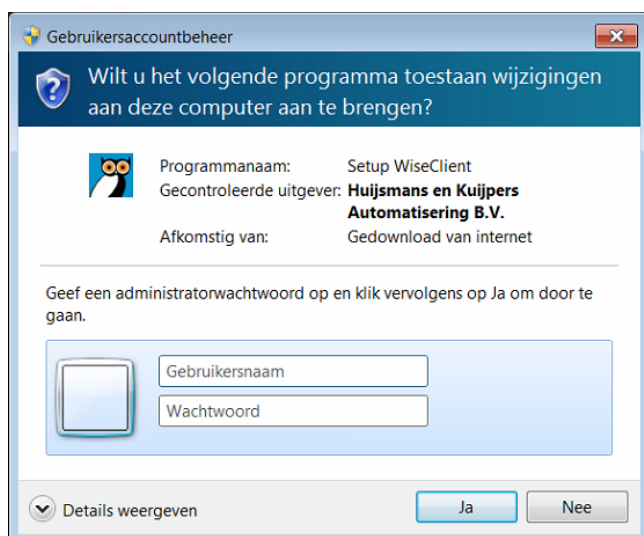 Gebruikersaccountbeheer
Wilt u het volgende programma toestaan wijzigingen
aan deze computer aan te brengen?
Programmanaam: Setup WiseClient
Gecontroleerde uitgever: Huijsmans en Kuijpers
Automatisering B.V.
Afkomstig van: Gedownload van internet
Geef een administratorwachtwoord op en klik vervolgens op Ja om door te
gaan.
Gebruikersnaam
Wachtwoord
Details weergeven Ja Nee